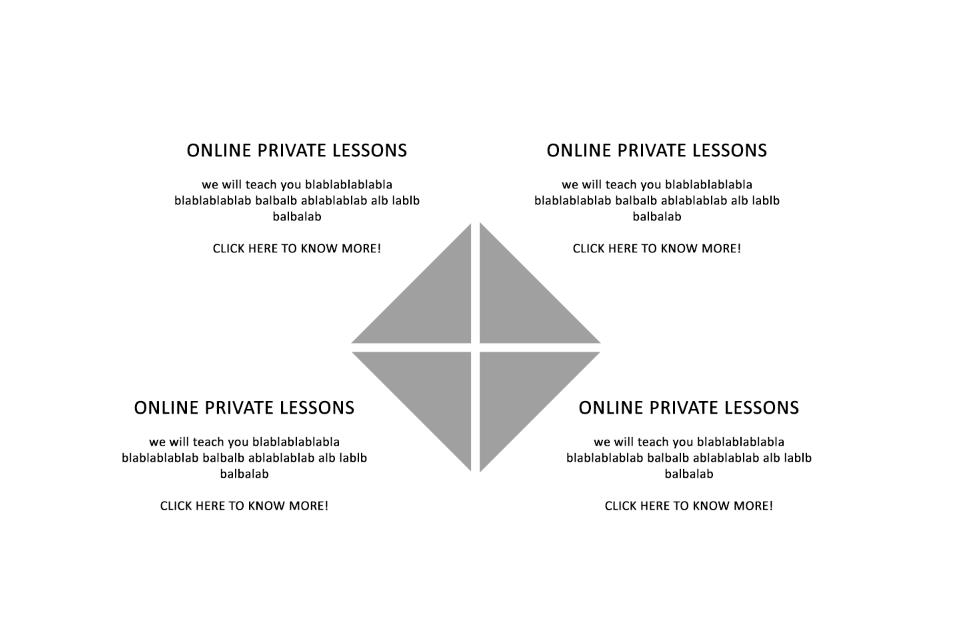 ONLINE PRIVATE LESSONS
we will teach you blablablablabla
blablablablab balbalb ablablablab alb lablb
balbalab
CLICK HERE TO KNOW MORE!
ONLINE PRIVATE LESSONS
we will teach you blablablablabla
blablablablab balbalb ablablablab alb lablb
balbalab
CLICK HERE TO KNOW MORE!
ONLINE PRIVATE LESSONS
we will teach you blablablablabla
blablablablab balbalb ablablablab alb lablb
balbalab
CLICK HERE TO KNOW MORE!
ONLINE PRIVATE LESSONS
we will teach you blablablablabla
blablablablab balbalb ablablablab alb lablb
balbalab
CLICK HERE TO KNOW MORE!